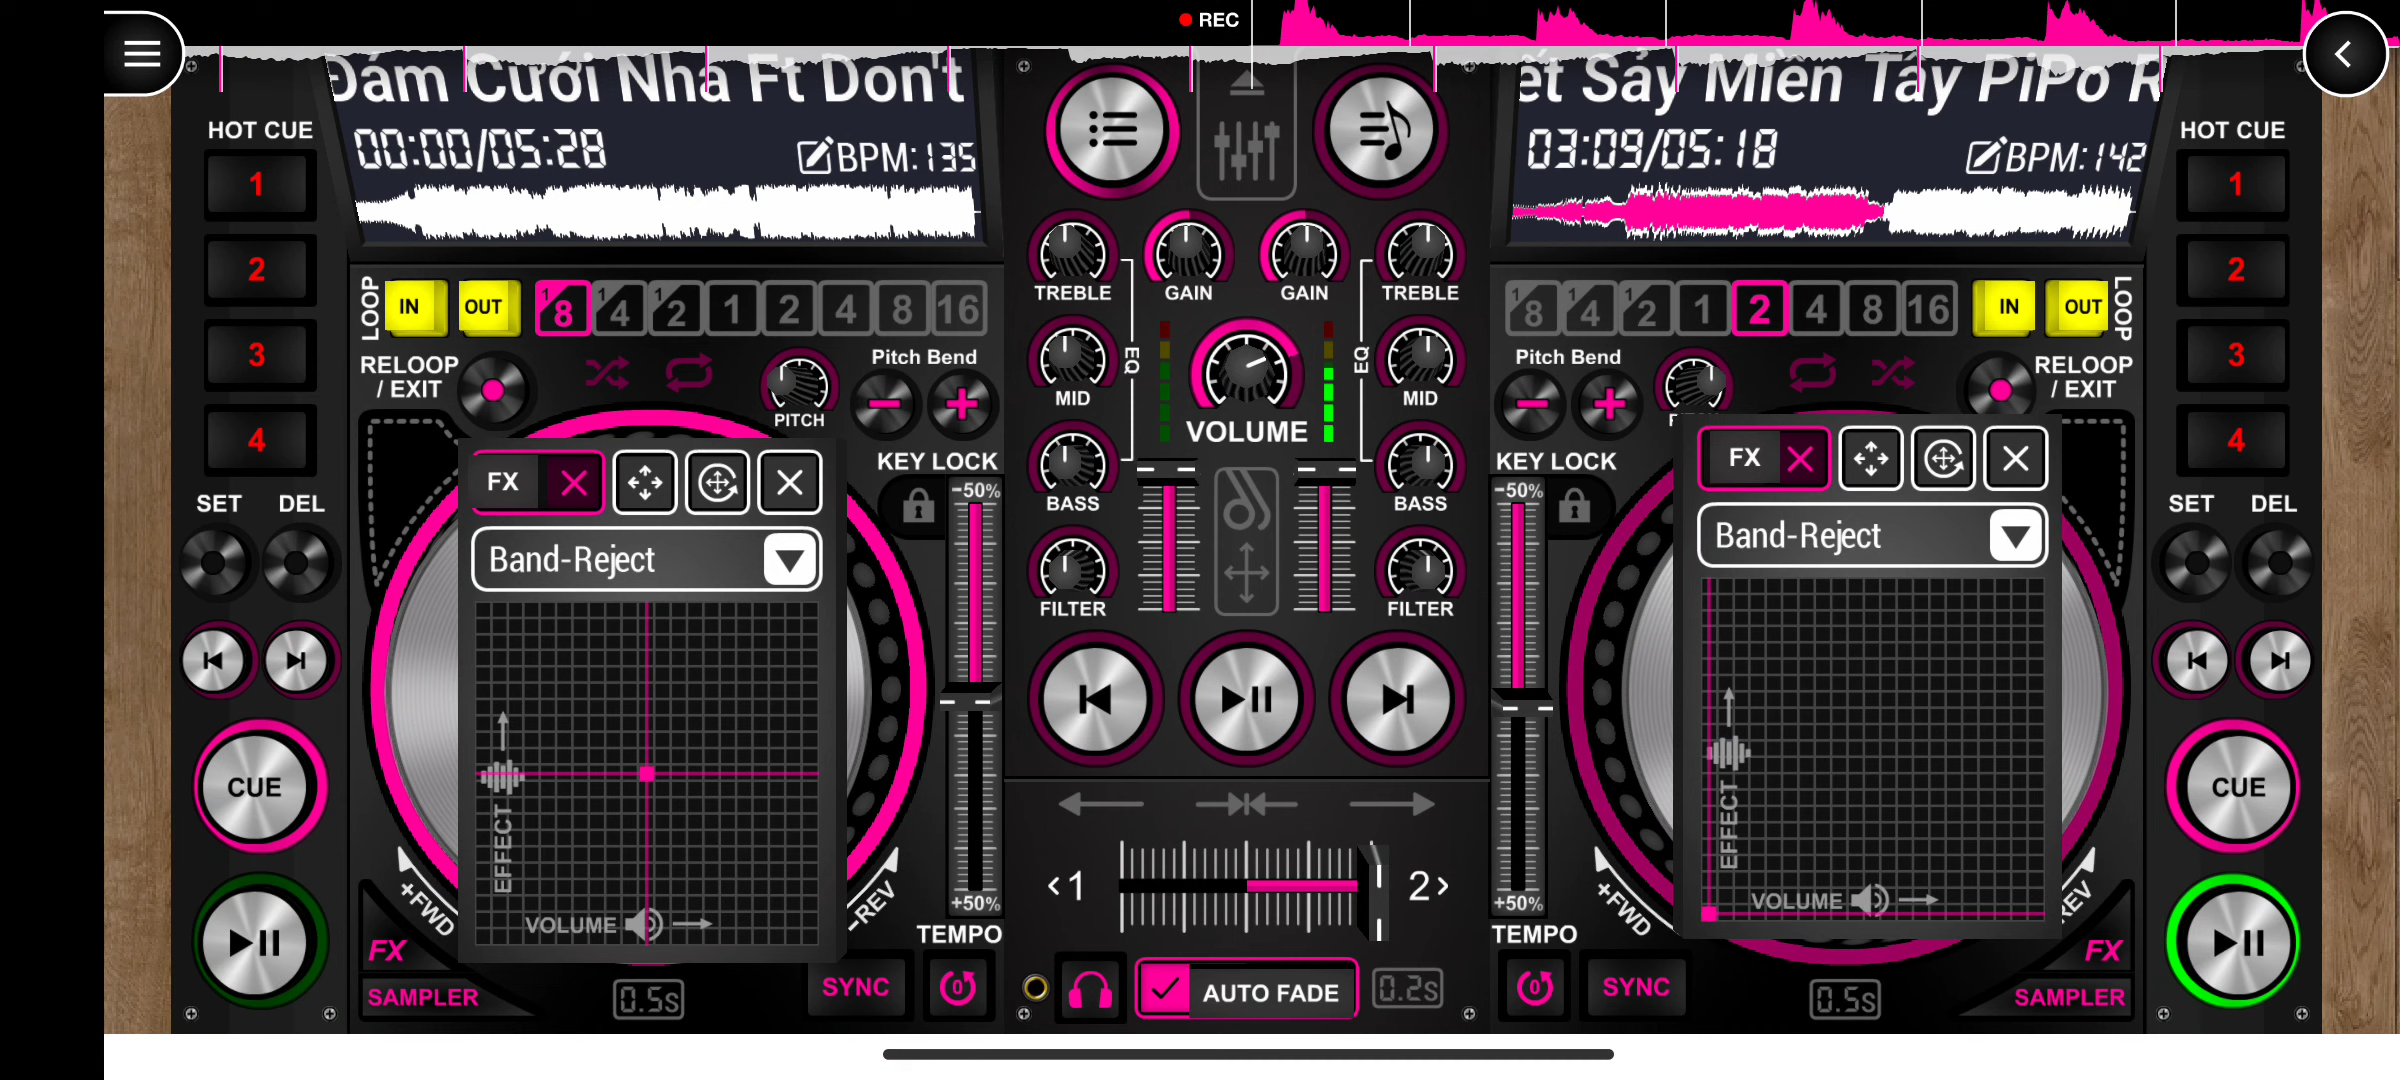 REC
Đám Cưới Nhà Ft Don't
ết Sảy Miền Tây PiPo R
00:00/05:28
BPM:135
03:09/05:18
BPM:142
HOT CUE
1
2
3
4
SET DEL
CUE
LOOP
IN OUT
1/8 1/4 1/2 1 2 4 8 16
RELOOP
/ EXIT
PITCH
Pitch Bend
KEY LOCK
-50%
+50%
TEMPO
FX
Band-Reject
EFFECT
VOLUME
+FWD
-REV
FX
SAMPLER
0.5s
SYNC
0
TREBLE GAIN GAIN TREBLE
EQ EQ
MID MID
VOLUME
BASS BASS
FILTER FILTER
<1 2>
AUTO FADE
0.2s
1/8 1/4 1/2 1 2 4 8 16
IN OUT
LOOP
Pitch Bend
RELOOP
/ EXIT
KEY LOCK
-50%
+50%
TEMPO
FX
Band-Reject
EFFECT
VOLUME
+FWD
REV
0
SYNC
0.5s
FX
SAMPLER
HOT CUE
1
2
3
4
SET DEL
CUE